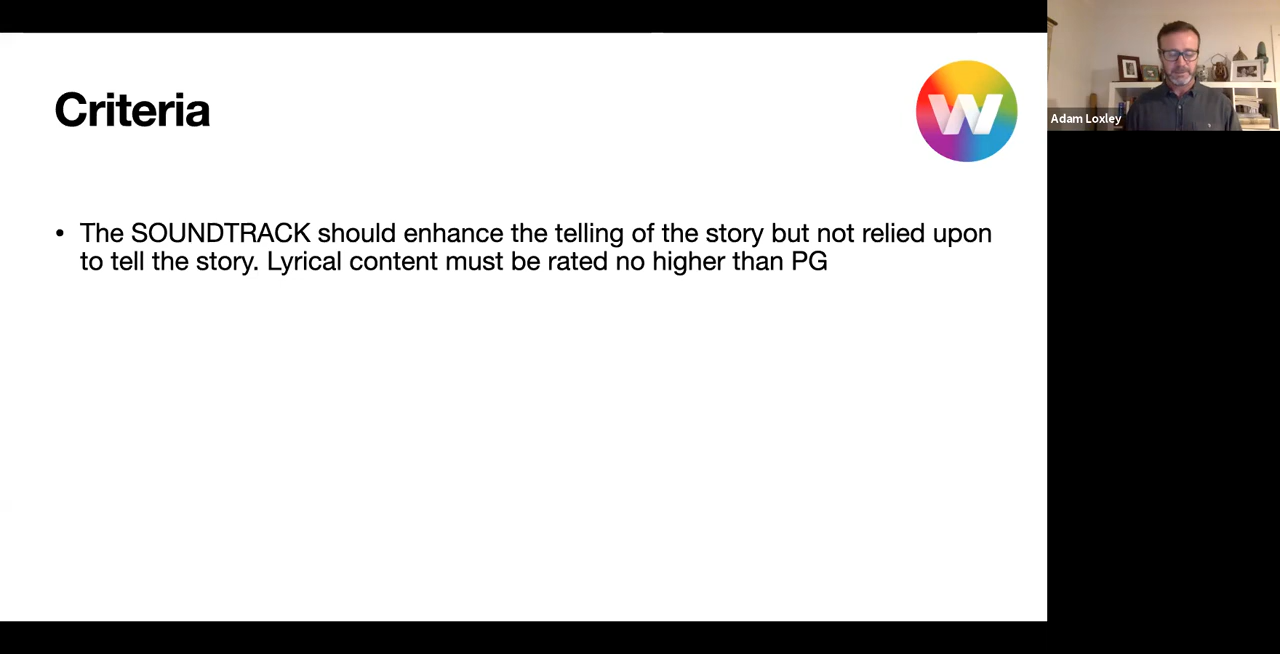 Criteria
W
• The SOUNDTRACK should enhance the telling of the story but not relied upon
to tell the story. Lyrical content must be rated no higher than PG
Adam Loxley